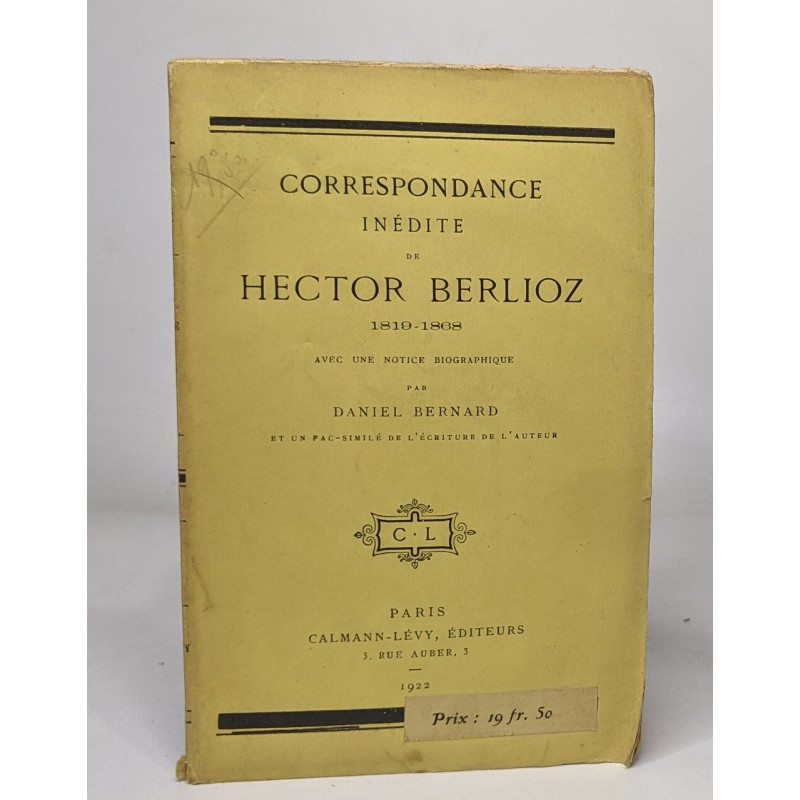 CORRESPONDANCE
INÉDITE
DE
HECTOR BERLIOZ
1819-1868
AVEC UNE NOTICE BIOGRAPHIQUE
PAR
DANIEL BERNARD
ET UN FAC-SIMILÉ DE L'ÉCRITURE DE L'AUTEUR
C·L
PARIS
CALMANN-LÉVY, ÉDITEURS
3, RUE AUBER, 3
1922
Prix : 19 fr. 50